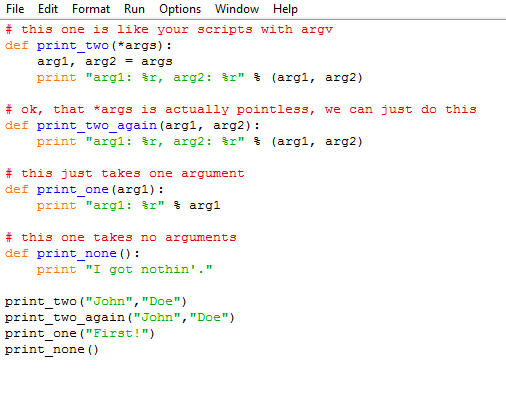 File Edit Format Run Options Window Help
# this one is like your scripts with argv
def print_two(*args):
    arg1, arg2 = args
    print "arg1: %r, arg2: %r" % (arg1, arg2)
# ok, that *args is actually pointless, we can just do this
def print_two_again(arg1, arg2):
    print "arg1: %r, arg2: %r" % (arg1, arg2)
# this just takes one argument
def print_one(arg1):
    print "arg1: %r" % arg1
# this one takes no arguments
def print_none():
    print "I got nothin'."
print_two("John","Doe")
print_two_again("John","Doe")
print_one("First!")
print_none()